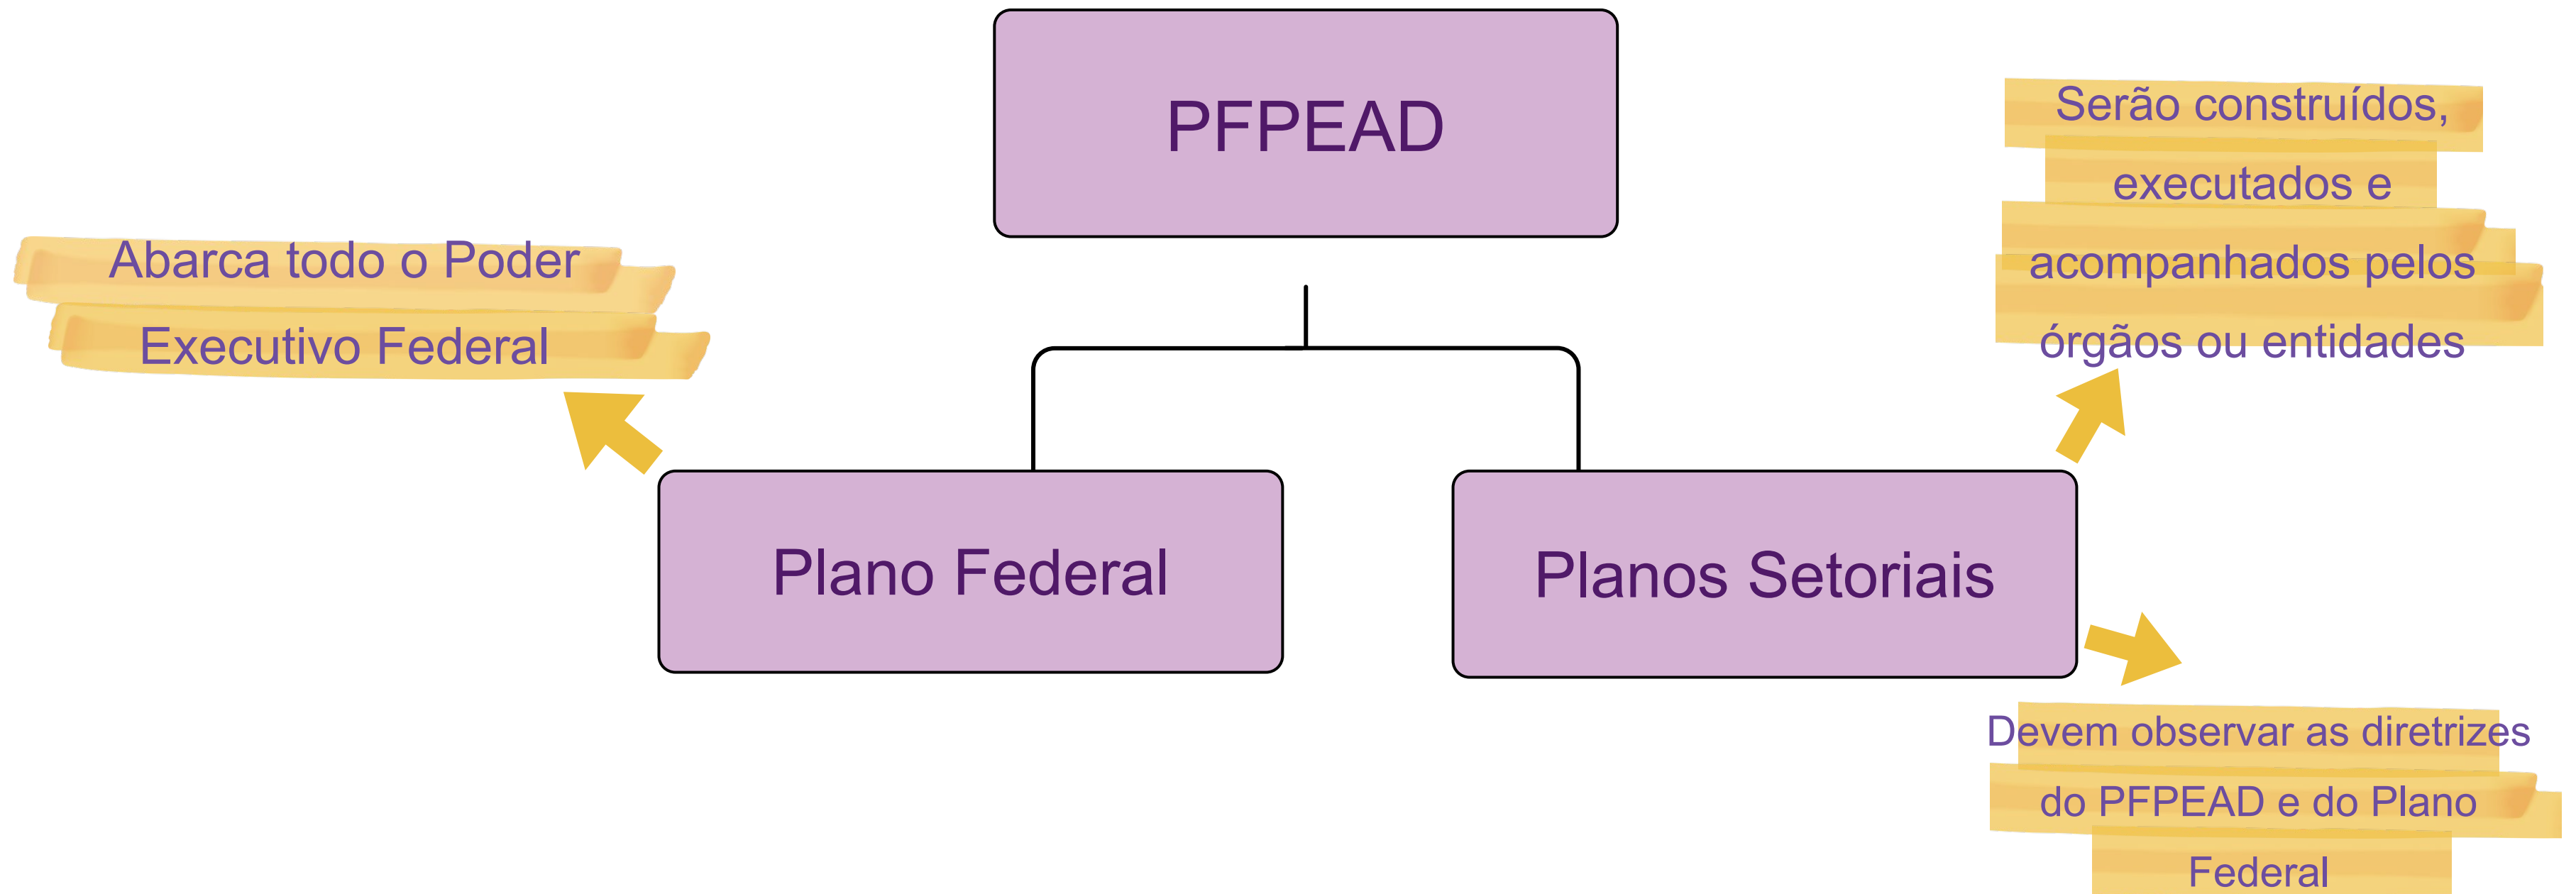 PFPEAD
Serão construídos,
executados e
acompanhados pelos
órgãos ou entidades
Abarca todo o Poder
Executivo Federal
Plano Federal
Planos Setoriais
Devem observar as diretrizes
do PFPEAD e do Plano
Federal